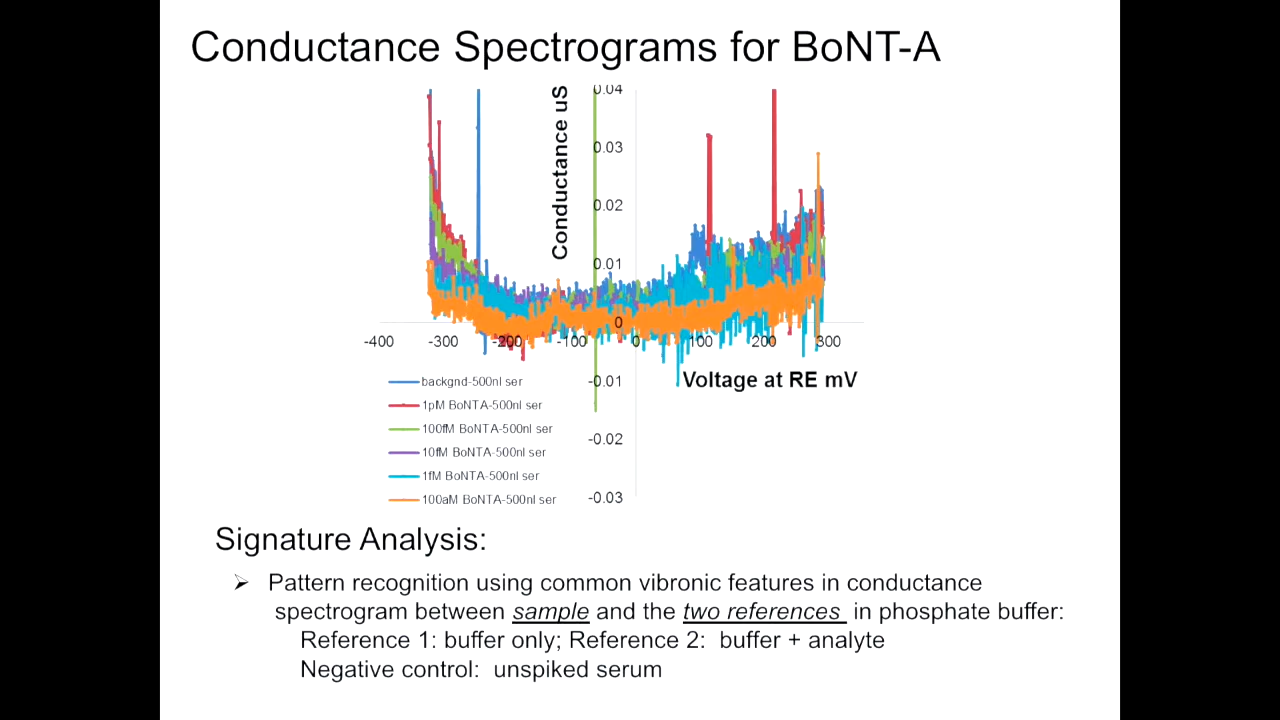 Conductance Spectrograms for BoNT-A
Conductance uS
0.04
0.03
0.02
0.01
0
-400 -300 -200 -100 0 100 200 300
-0.01
-0.02
-0.03
Voltage at RE mV
backgnd-500nl ser
1pM BoNTA-500nl ser
100fM BoNTA-500nl ser
10fM BoNTA-500nl ser
1fM BoNTA-500nl ser
100aM BoNTA-500nl ser
Signature Analysis:
➢ Pattern recognition using common vibronic features in conductance
spectrogram between sample and the two references in phosphate buffer:
Reference 1: buffer only; Reference 2: buffer + analyte
Negative control: unspiked serum